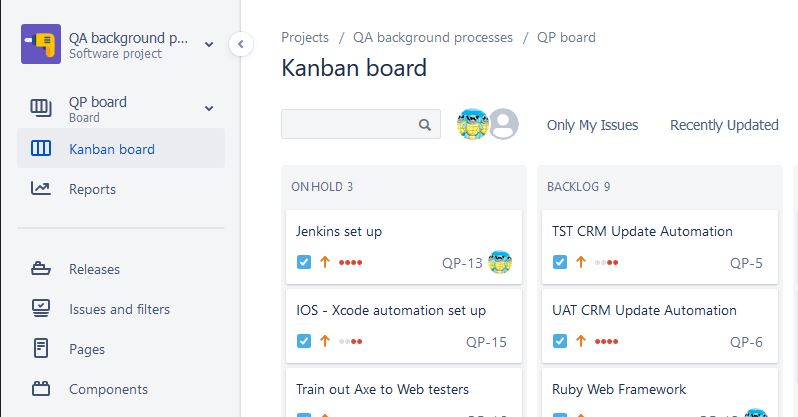 QA background p...
Software project
QP board
Board
Kanban board
Reports
Releases
Issues and filters
Pages
Components
Projects / QA background processes / QP board
Kanban board
Only My Issues
Recently Updated
ON HOLD 3
Jenkins set up
QP-13
IOS - Xcode automation set up
QP-15
Train out Axe to Web testers
BACKLOG 9
TST CRM Update Automation
QP-5
UAT CRM Update Automation
QP-6
Ruby Web Framework